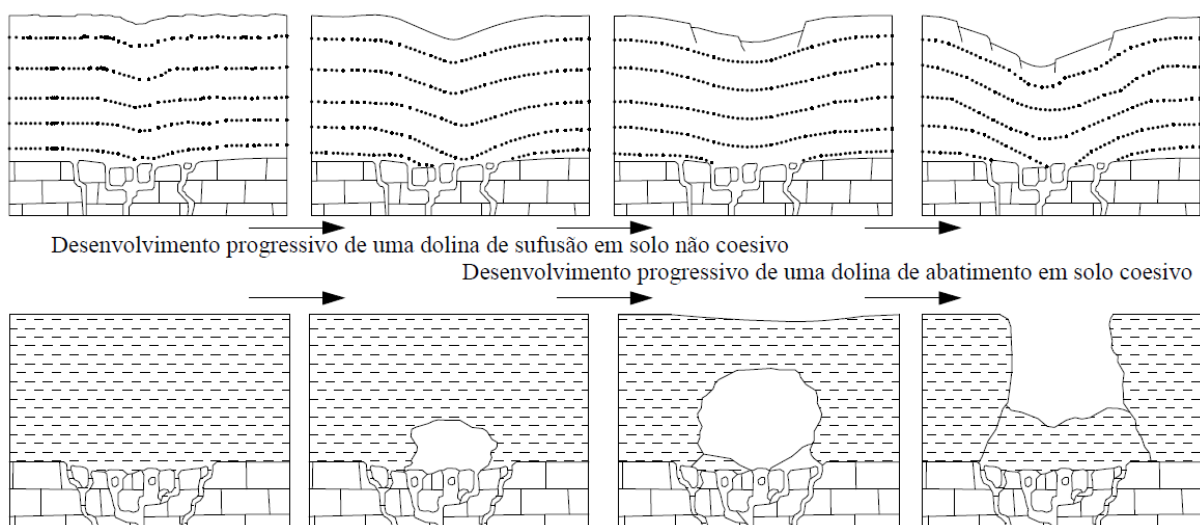 Desenvolvimento progressivo de uma dolina de sufusão em solo não coesivo
Desenvolvimento progressivo de uma dolina de abatimento em solo coesivo